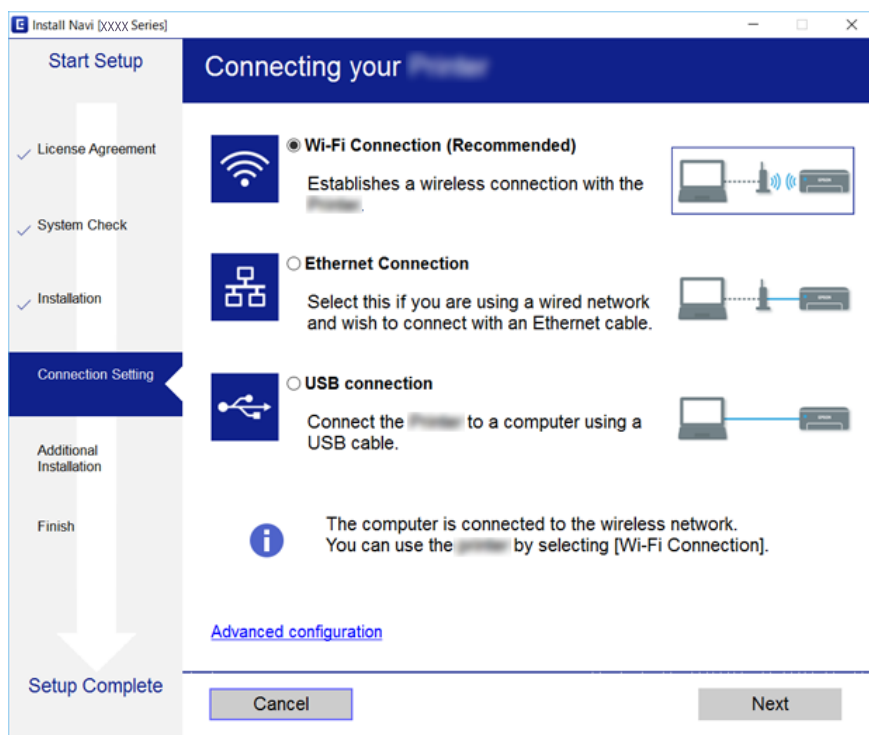 Install Navi [XXXX Series]
Start Setup
Connecting your
License Agreement
System Check
Installation
Connection Setting
Additional
Installation
Finish
Setup Complete
Wi-Fi Connection (Recommended)
Establishes a wireless connection with the
.
Ethernet Connection
Select this if you are using a wired network
and wish to connect with an Ethernet cable.
USB connection
Connect the to a computer using a
USB cable.
The computer is connected to the wireless network.
You can use the by selecting [Wi-Fi Connection].
Advanced configuration
Cancel
Next